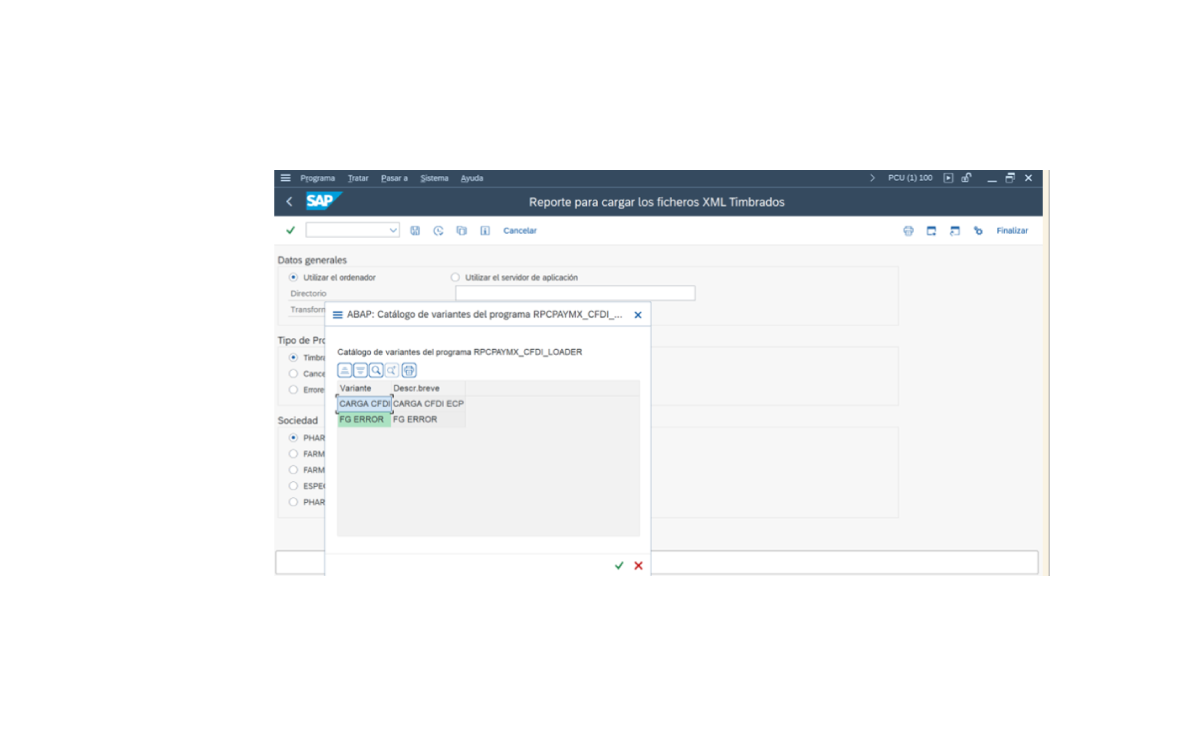 Programa Tratar Pasar a Sistema Ayuda PCU (1) 100
SAP Reporte para cargar los ficheros XML Timbrados
Cancelar Finalizar
Datos generales
Utilizar el ordenador Utilizar el servidor de aplicación
Directorio
Transform
ABAP: Catálogo de variantes del programa RPCPAYMX_CFDI_...
Tipo de Pro
Catálogo de variantes del programa RPCPAYMX_CFDI_LOADER
Timbra
Cance
Variante Descr.breve
Errore
CARGA CFDI CARGA CFDI ECP
FG ERROR FG ERROR
Sociedad
PHAR
FARM
FARM
ESPE
PHAR